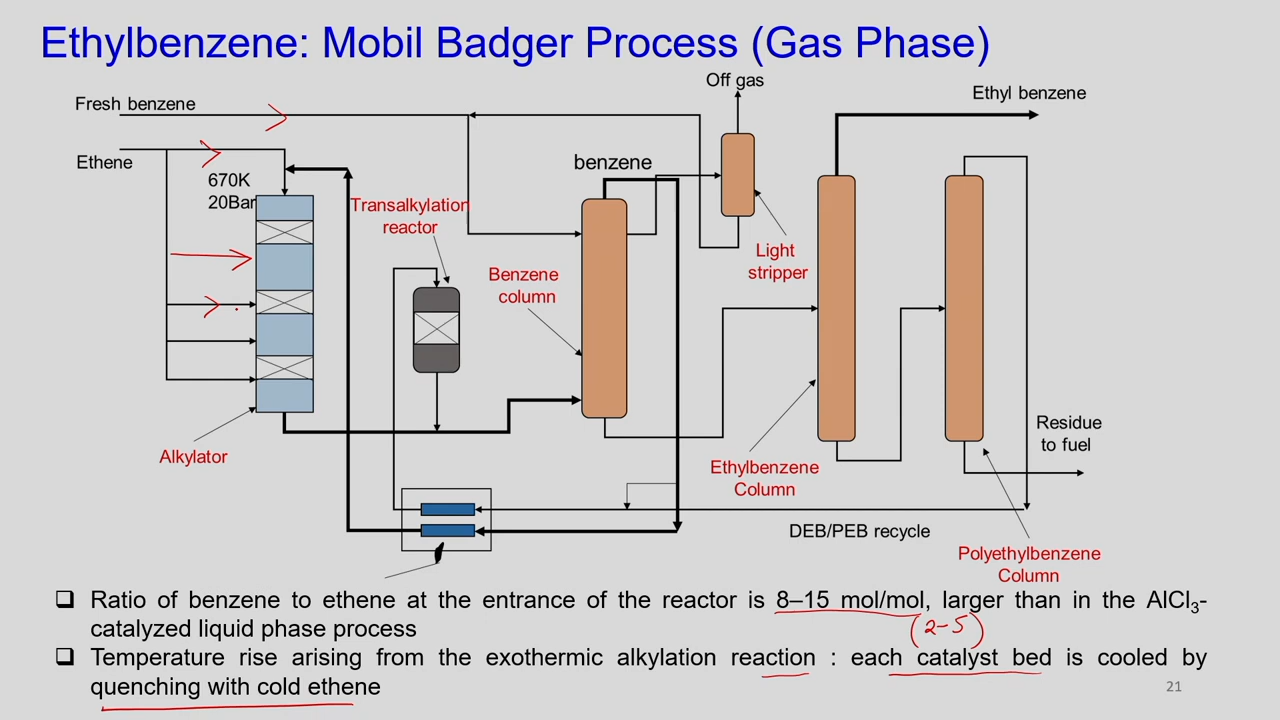 Ethylbenzene: Mobil Badger Process (Gas Phase)
Off gas
Fresh benzene
Ethyl benzene
Ethene
benzene
670K
20Bar
Transalkylation
reactor
Light
stripper
Benzene
column
Residue
to fuel
Alkylator
Ethylbenzene
Column
DEB/PEB recycle
Polyethylbenzene
Column
❑ Ratio of benzene to ethene at the entrance of the reactor is 8–15 mol/mol, larger than in the AlCl3-
catalyzed liquid phase process
(2-5)
❑ Temperature rise arising from the exothermic alkylation reaction : each catalyst bed is cooled by
quenching with cold ethene
21